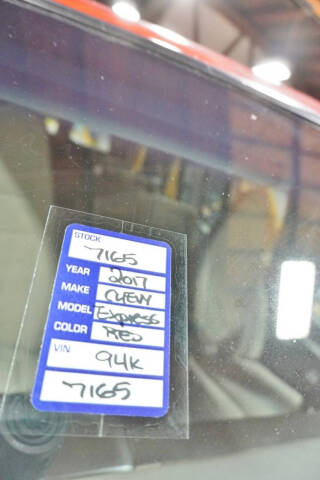 STOCK
7165
YEAR 2017
MAKE CHEVY
MODEL EXPRESS
COLOR RED
VIN 94K
7165